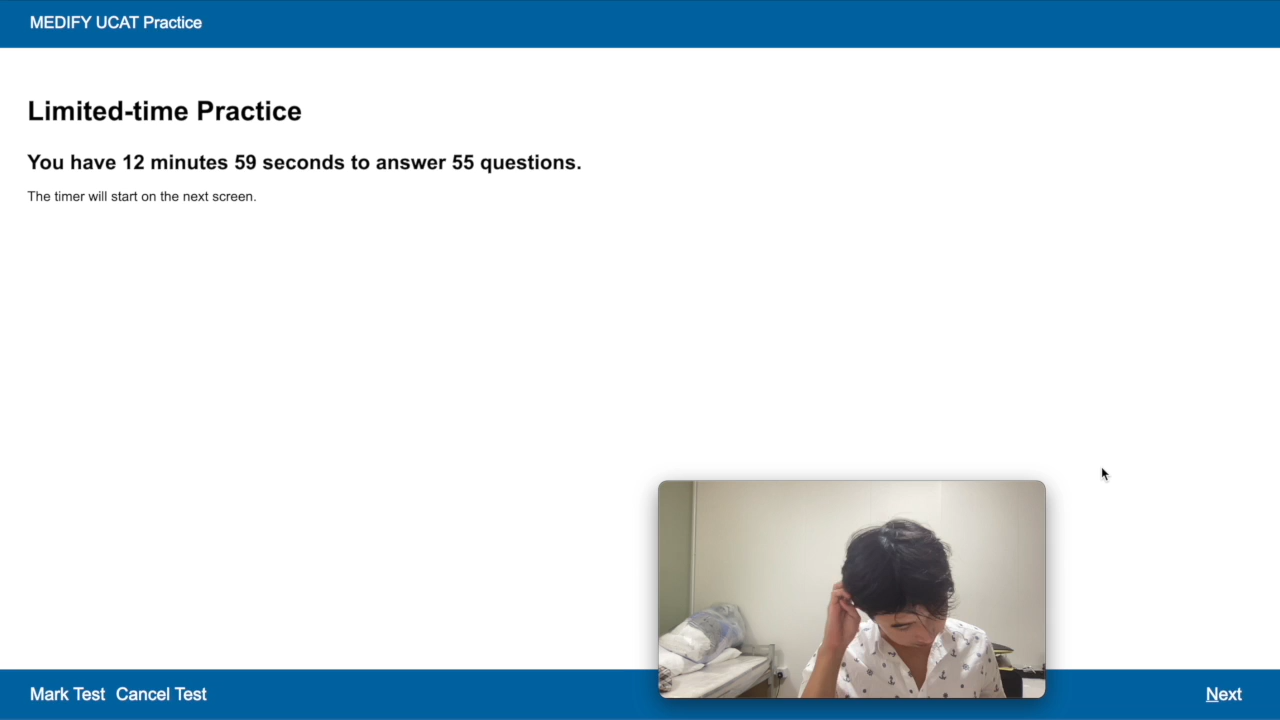 MEDIFY UCAT Practice
Limited-time Practice
You have 12 minutes 59 seconds to answer 55 questions.
The timer will start on the next screen.
Mark Test Cancel Test
Next